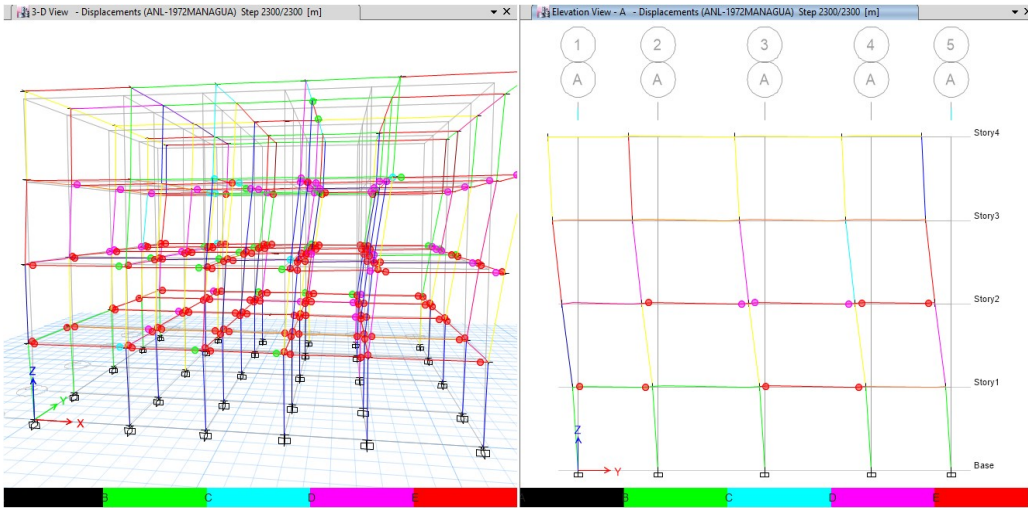 3-D View - Displacements (ANL-1972MANAGUA) Step 2300/2300 [m]
Z
Y
X
B
C
D
E
Elevation View - A - Displacements (ANL-1972MANAGUA) Step 2300/2300 [m]
1 2 3 4 5
A A A A A
Story4
Story3
Story2
Story1
Z
Y
Base
B
C
D
E